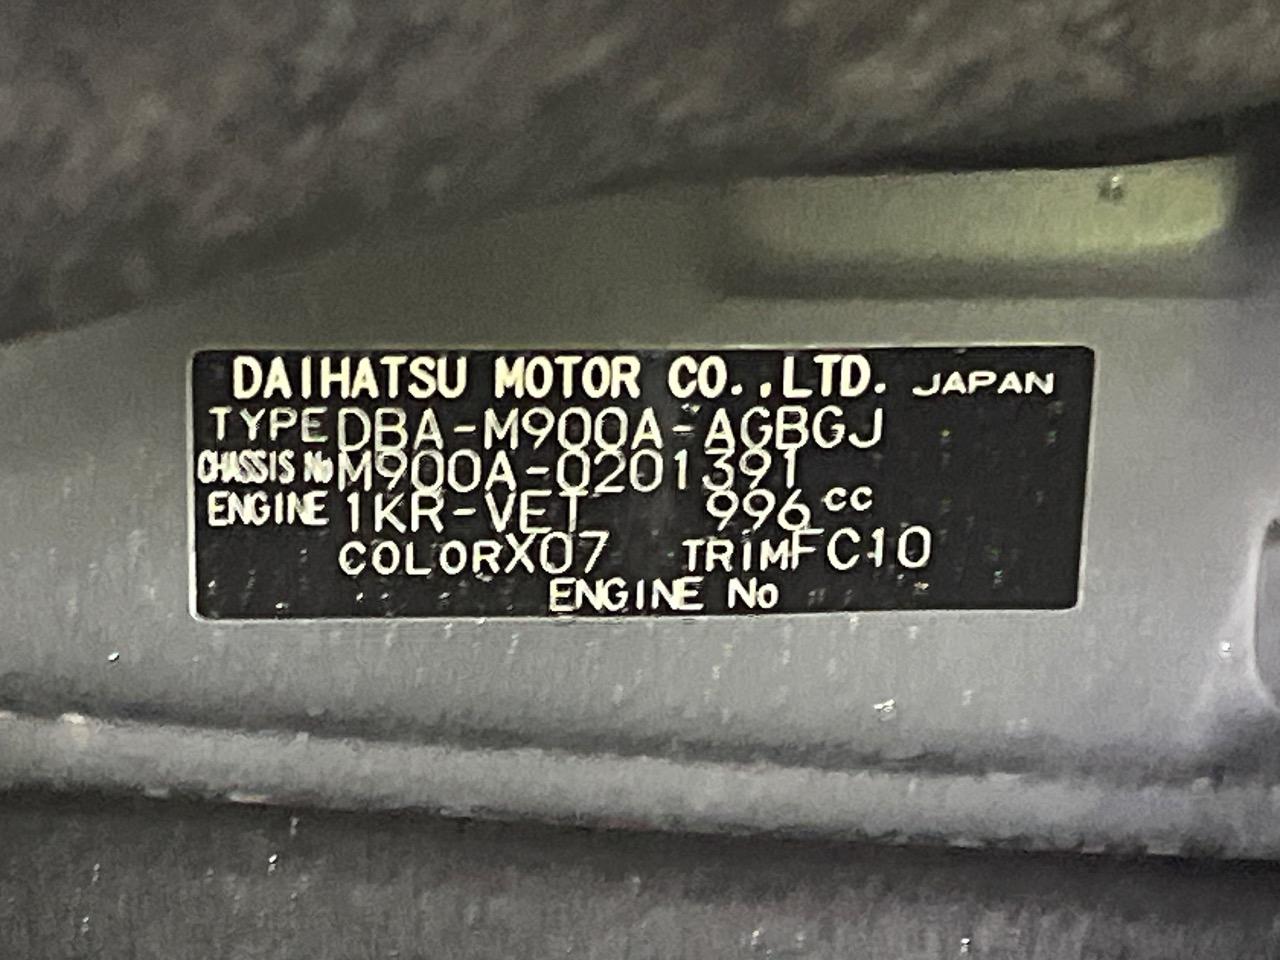 DAIHATSU MOTOR CO.,LTD. JAPAN
TYPE DBA-M900A-AGBGJ
CHASSIS No M900A-0201391
ENGINE 1KR-VET 996cc
COLOR X07 TRIM FC10
ENGINE No